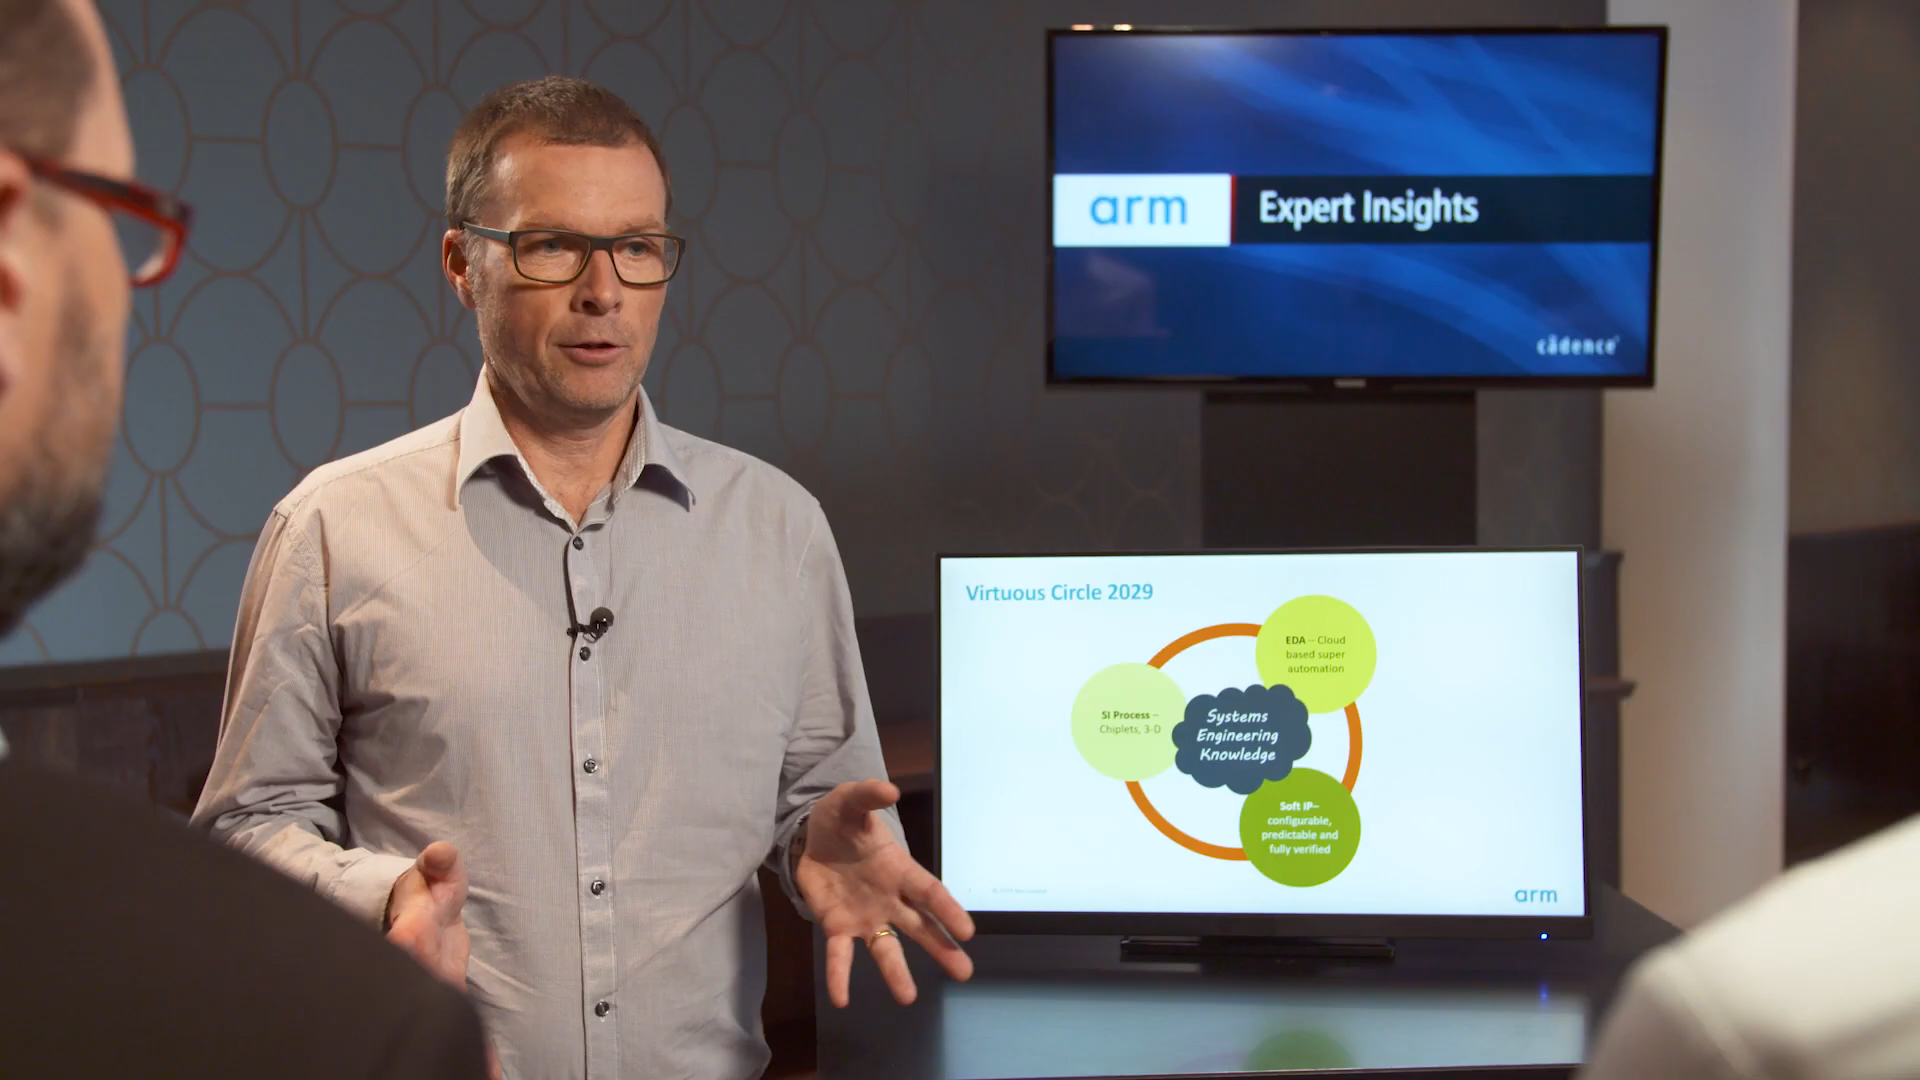 arm
Expert Insights
cādence
Virtuous Circle 2029
EDA – Cloud
based super
automation
SI Process –
Chiplets, 3-D
Systems
Engineering
Knowledge
Soft IP–
configurable,
predictable and
fully verified
arm